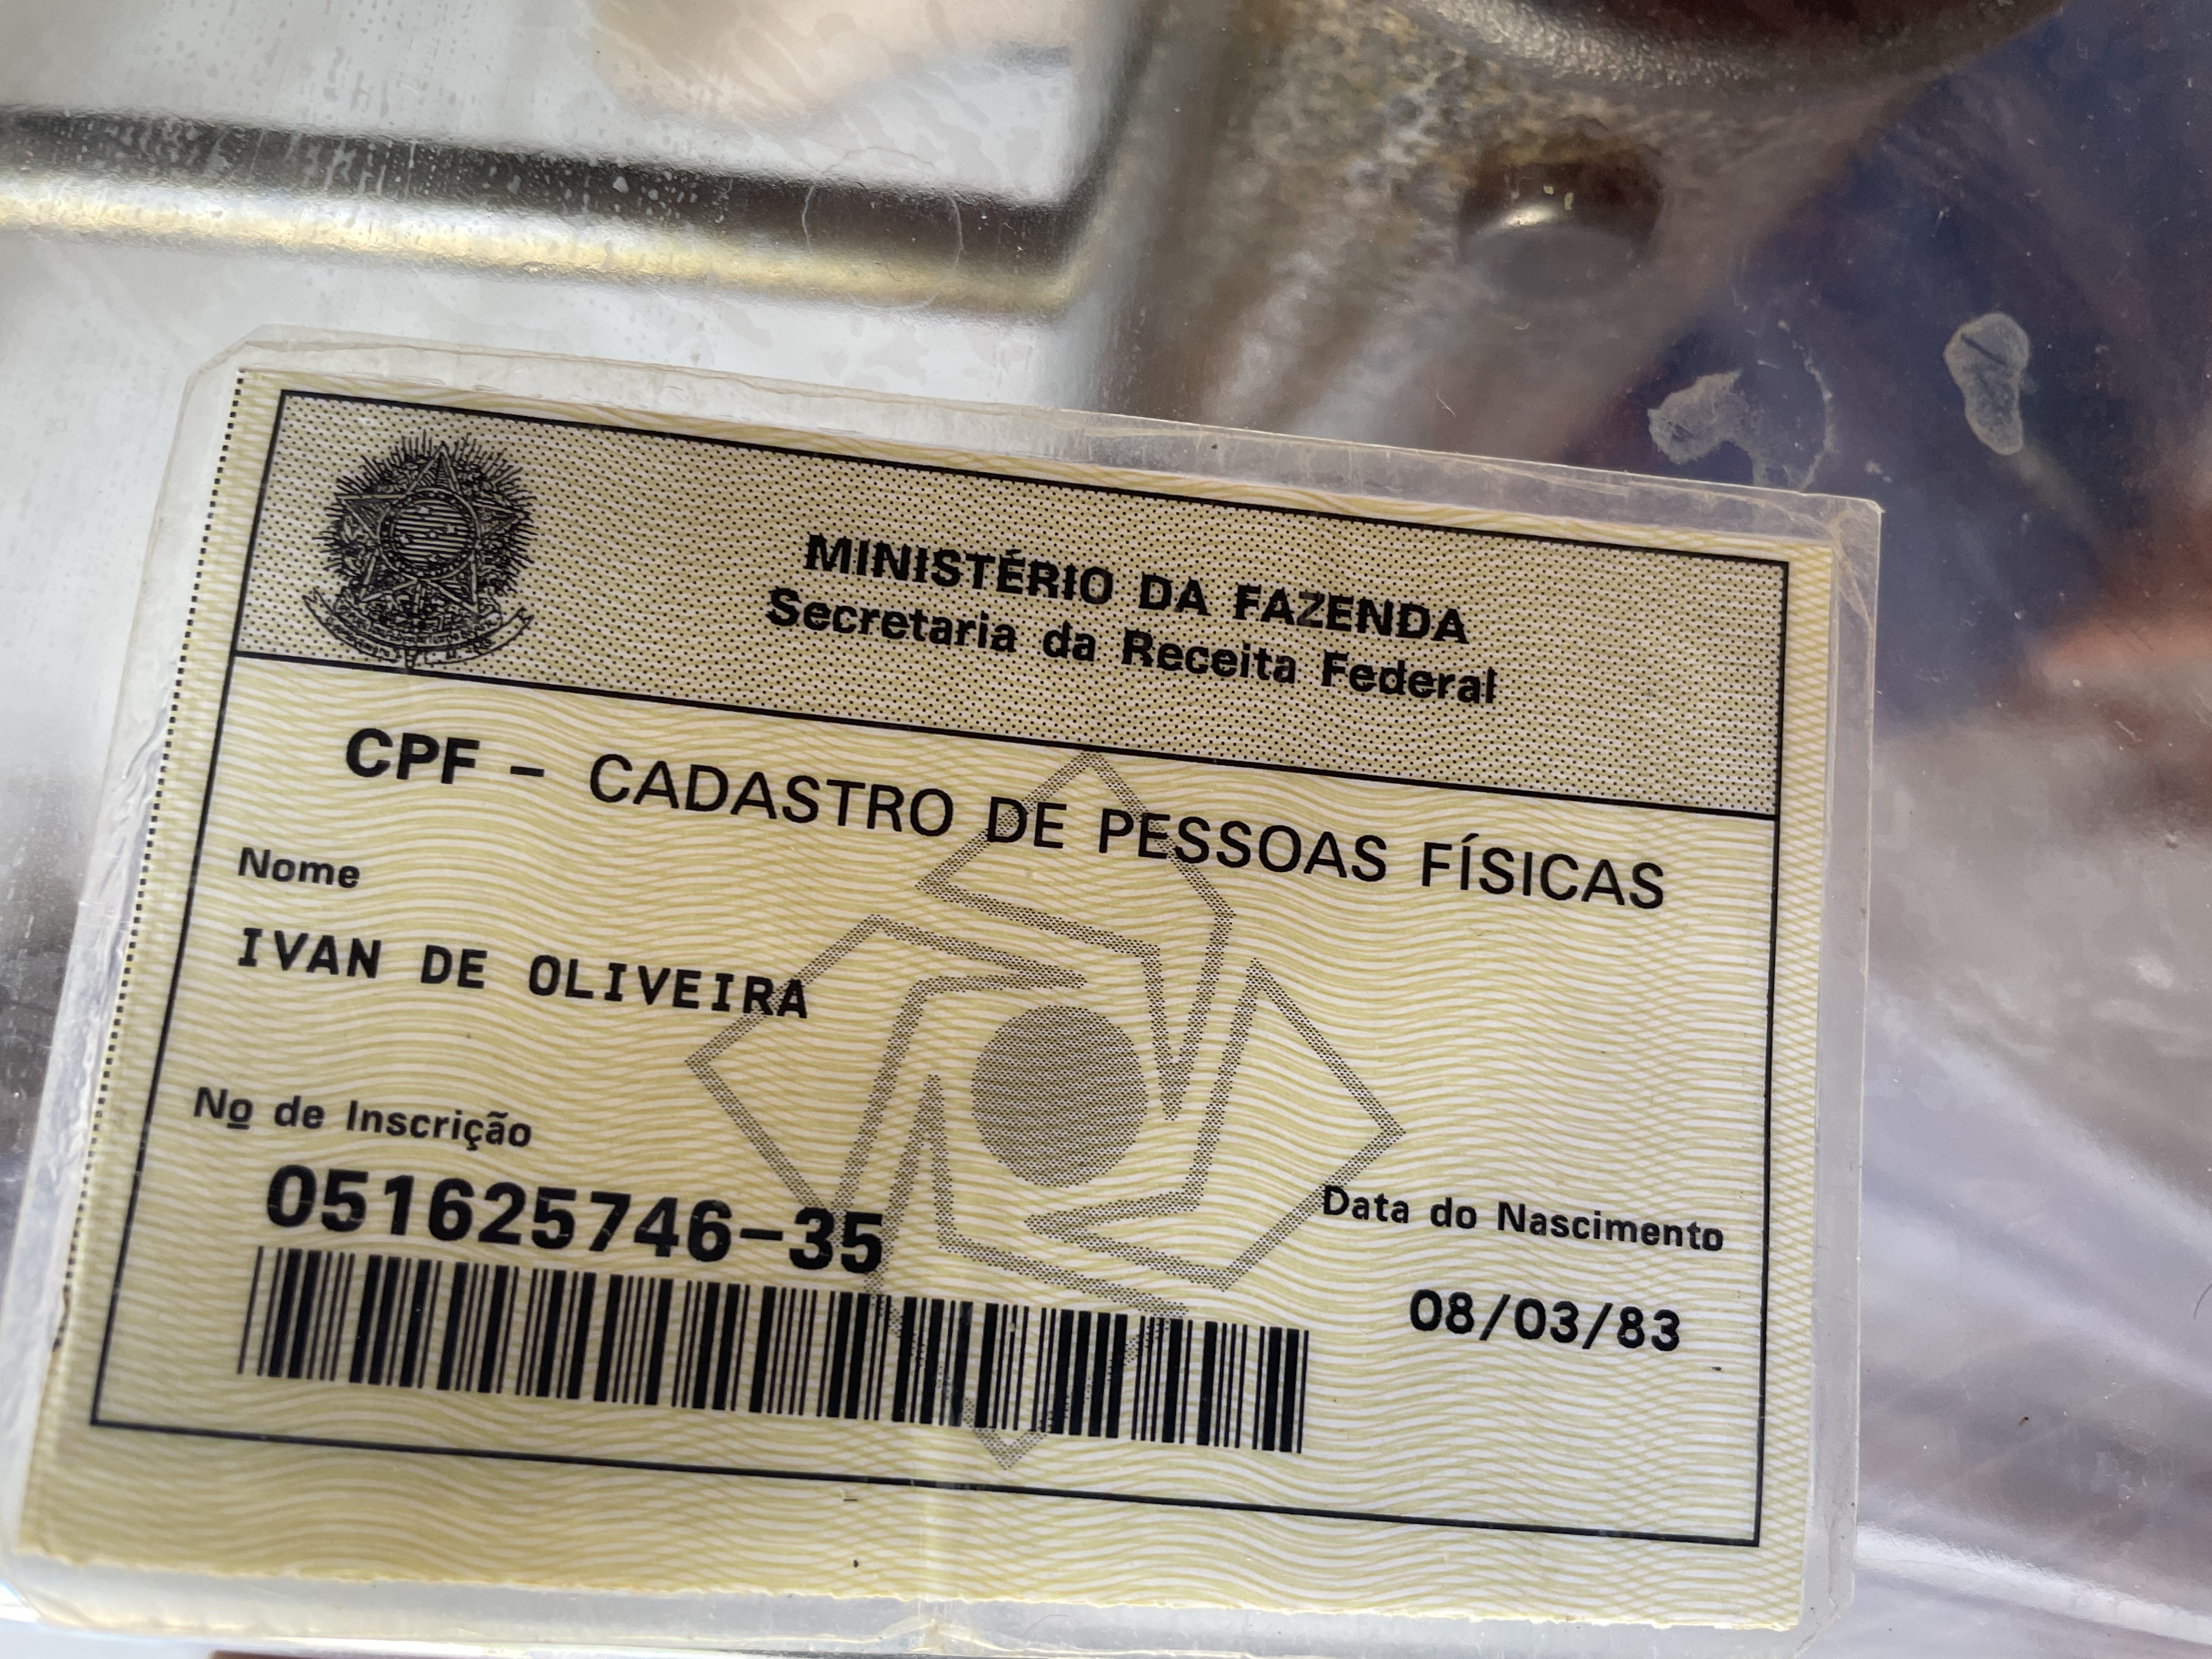 MINISTÉRIO DA FAZENDA
Secretaria da Receita Federal
CPF – CADASTRO DE PESSOAS FÍSICAS
Nome
IVAN DE OLIVEIRA
Nº de Inscrição
051625746-35
Data do Nascimento
08/03/83